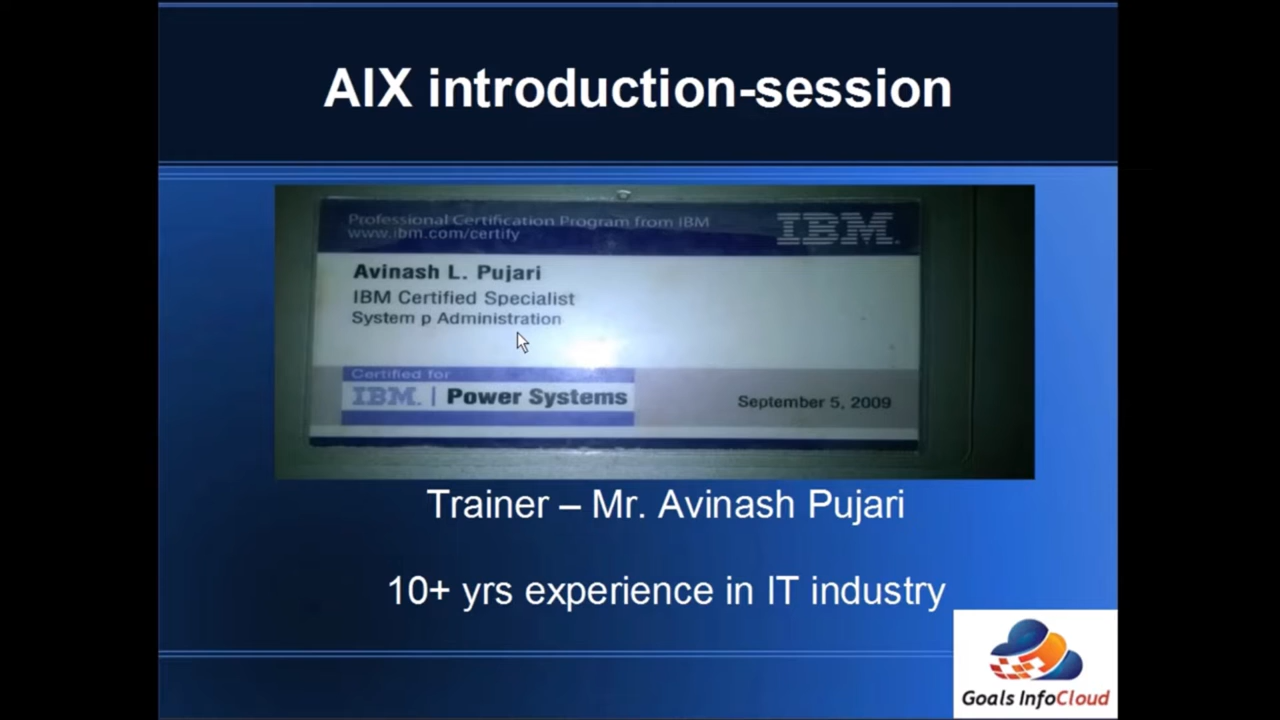 AIX introduction-session
Professional Certification Program from IBM
www.ibm.com/certify
IBM.
Avinash L. Pujari
IBM Certified Specialist
System p Administration
Certified for
IBM. | Power Systems
September 5, 2009
Trainer – Mr. Avinash Pujari
10+ yrs experience in IT industry
Goals InfoCloud